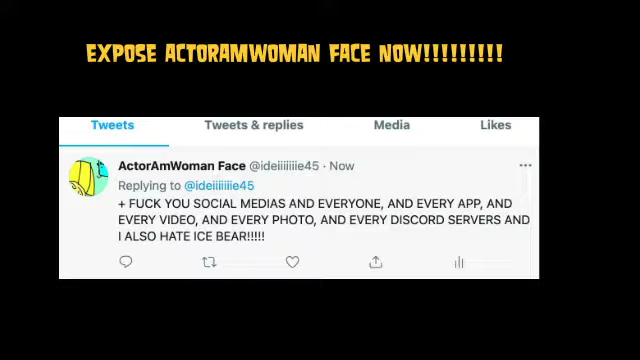 EXPOSE ACTORAMWOMAN FACE NOW!!!!!!!!!
Tweets Tweets & replies Media Likes
ActorAmWoman Face @ideiiiiiiie45 · Now
Replying to @ideiiiiiiie45
+ FUCK YOU SOCIAL MEDIAS AND EVERYONE, AND EVERY APP, AND
EVERY VIDEO, AND EVERY PHOTO, AND EVERY DISCORD SERVERS AND
I ALSO HATE ICE BEAR!!!!!